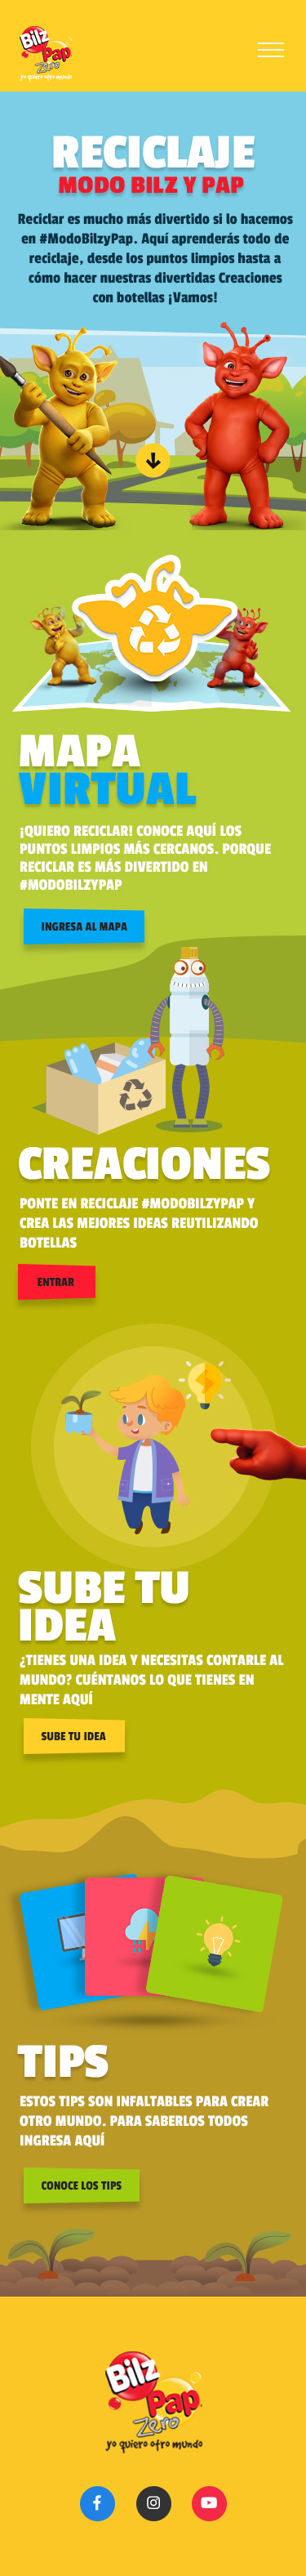 Bilz
Pap
Zero
yo quiero otro mundo
RECICLAJE
MODO BILZ Y PAP
Reciclar es mucho más divertido si lo hacemos
en #ModoBilzyPap. Aquí aprenderás todo de
reciclaje, desde los puntos limpios hasta a
cómo hacer nuestras divertidas Creaciones
con botellas ¡Vamos!
MAPA
VIRTUAL
¡QUIERO RECICLAR! CONOCE AQUÍ LOS
PUNTOS LIMPIOS MÁS CERCANOS. PORQUE
RECICLAR ES MÁS DIVERTIDO EN
#MODOBILZYPAP
INGRESA AL MAPA
CREACIONES
PONTE EN RECICLAJE #MODOBILZYPAP Y
CREA LAS MEJORES IDEAS REUTILIZANDO
BOTELLAS
ENTRAR
SUBE TU
IDEA
¿TIENES UNA IDEA Y NECESITAS CONTARLE AL
MUNDO? CUÉNTANOS LO QUE TIENES EN
MENTE AQUÍ
SUBE TU IDEA
TIPS
ESTOS TIPS SON INFALTABLES PARA CREAR
OTRO MUNDO. PARA SABERLOS TODOS
INGRESA AQUÍ
CONOCE LOS TIPS
Bilz
Pap
Zero
yo quiero otro mundo